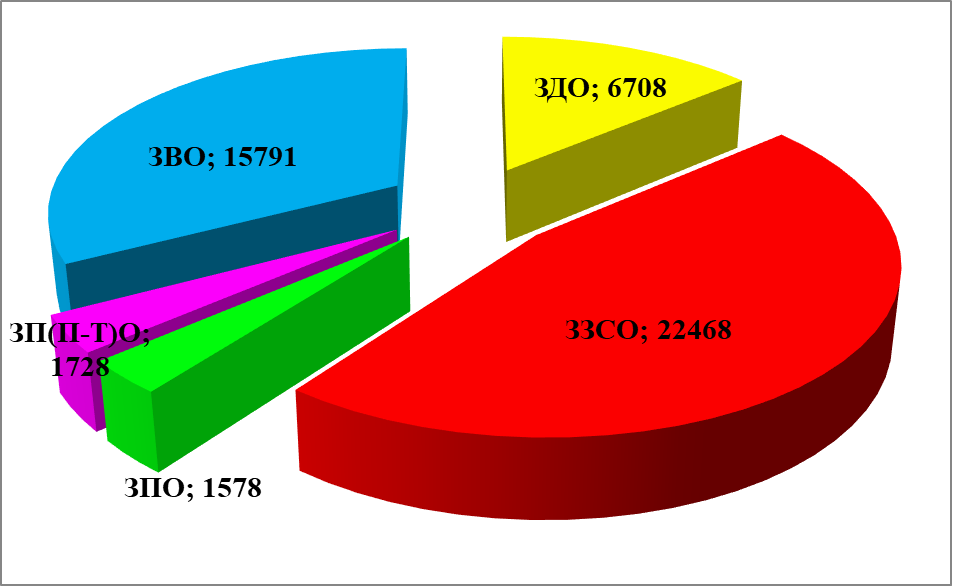 ЗДО; 6708
ЗВО; 15791
ЗЗСО; 22468
ЗП(П-Т)О;
1728
ЗПО; 1578